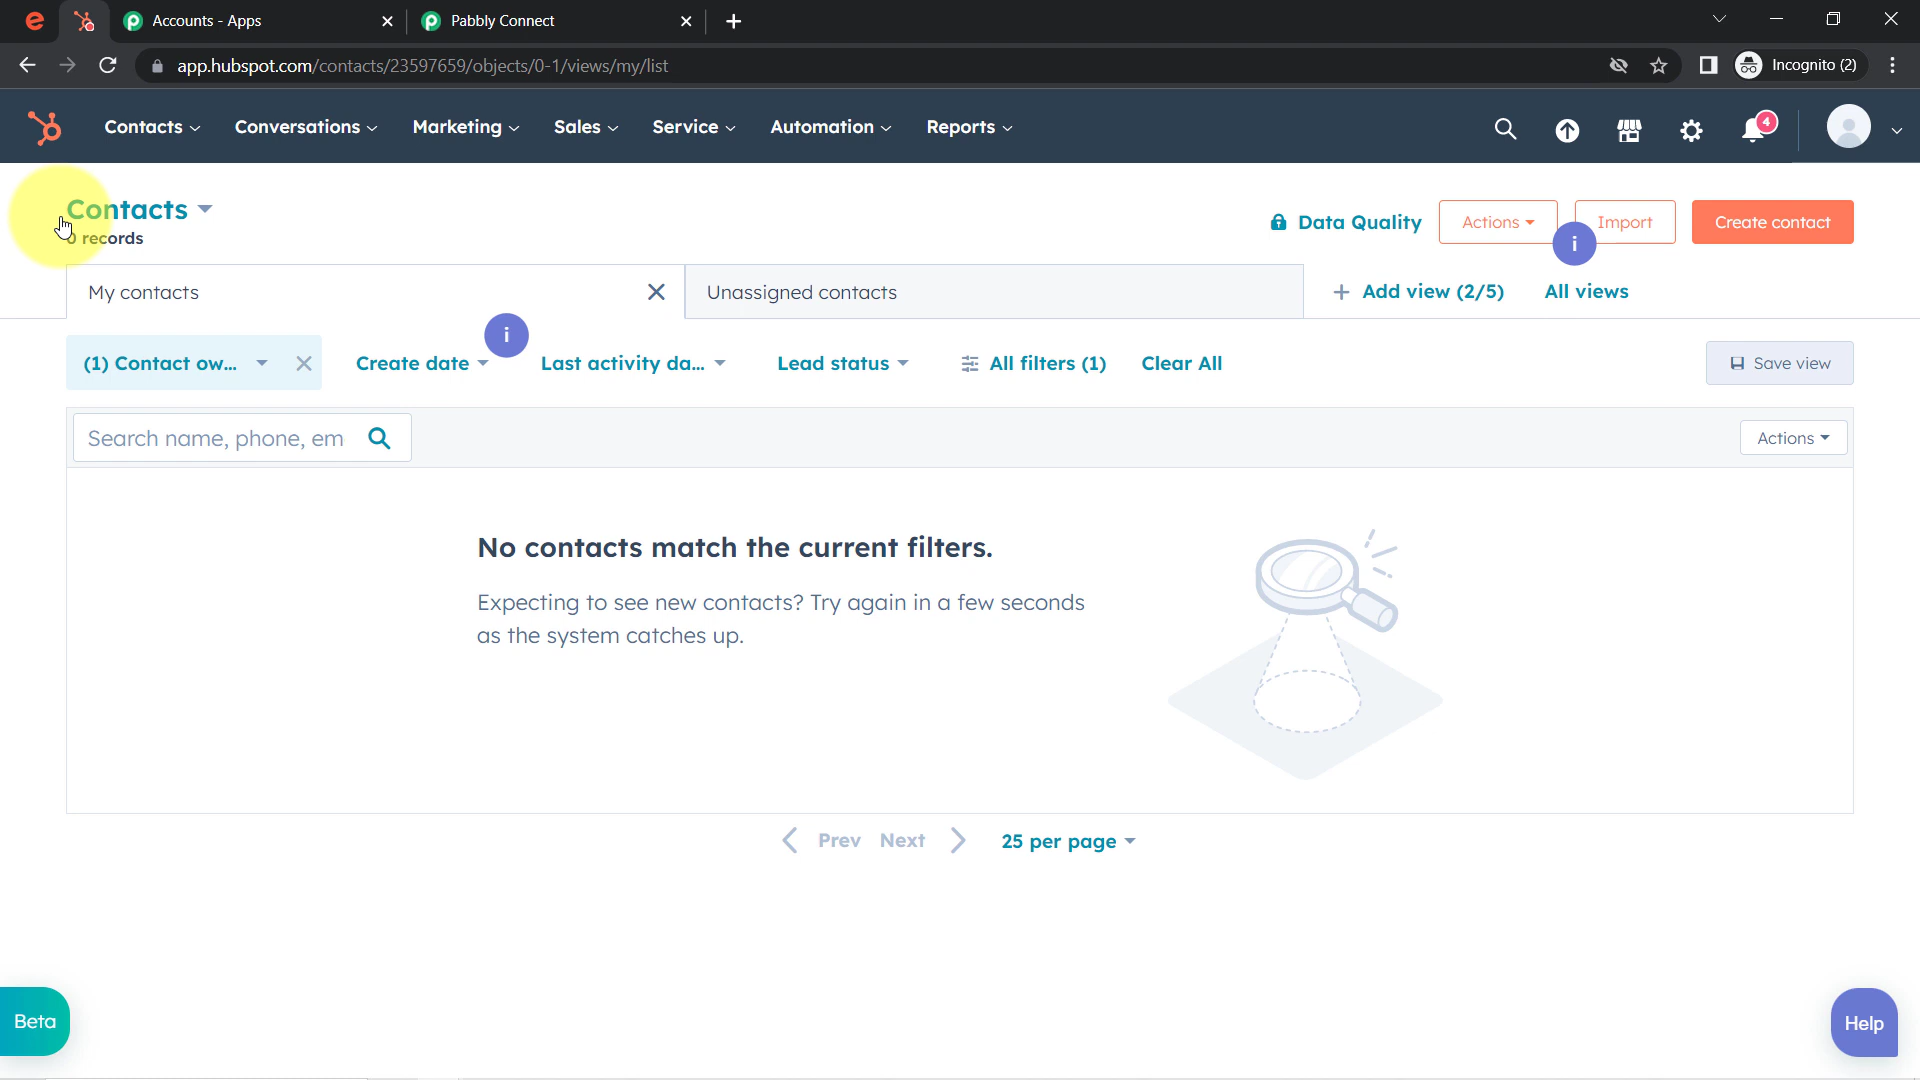 Accounts - Apps
Pabbly Connect
app.hubspot.com/contacts/23597659/objects/0-1/views/my/list
Incognito (2)
Contacts
Conversations
Marketing
Sales
Service
Automation
Reports
4
Contacts
0 records
Data Quality
Actions
Import
i
Create contact
My contacts
Unassigned contacts
Add view (2/5)
All views
i
(1) Contact ow...
Create date
Last activity da...
Lead status
All filters (1)
Clear All
Save view
Search name, phone, em
Actions
No contacts match the current filters.
Expecting to see new contacts? Try again in a few seconds
as the system catches up.
Prev
Next
25 per page
Beta
Help